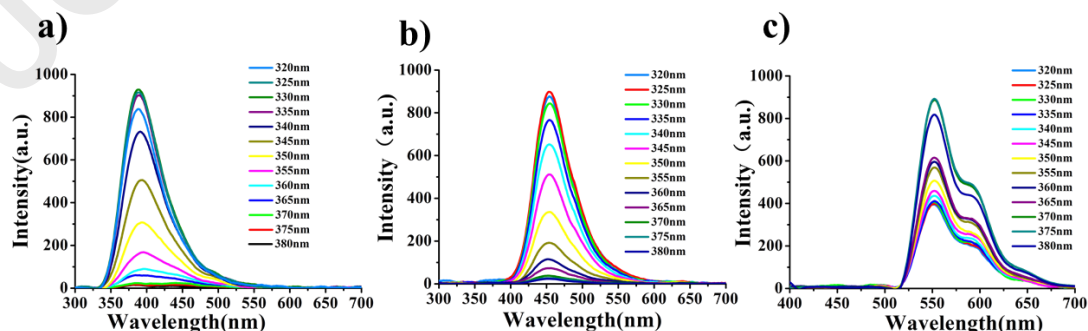 a)
Intensity(a.u.)
1000
800
600
400
200
0
300 350 400 450 500 550 600 650 700
Wavelength(nm)
320nm
325nm
330nm
335nm
340nm
345nm
350nm
355nm
360nm
365nm
370nm
375nm
380nm
b)
Intensity (a.u.)
1000
800
600
400
200
0
300 350 400 450 500 550 600 650 700
Wavelength(nm)
320nm
325nm
330nm
335nm
340nm
345nm
350nm
355nm
360nm
365nm
370nm
375nm
380nm
c)
Intensity (a.u.)
1000
800
600
400
200
0
400 450 500 550 600 650 700
Wavelength(nm)
320nm
325nm
330nm
335nm
340nm
345nm
350nm
355nm
360nm
365nm
370nm
375nm
380nm